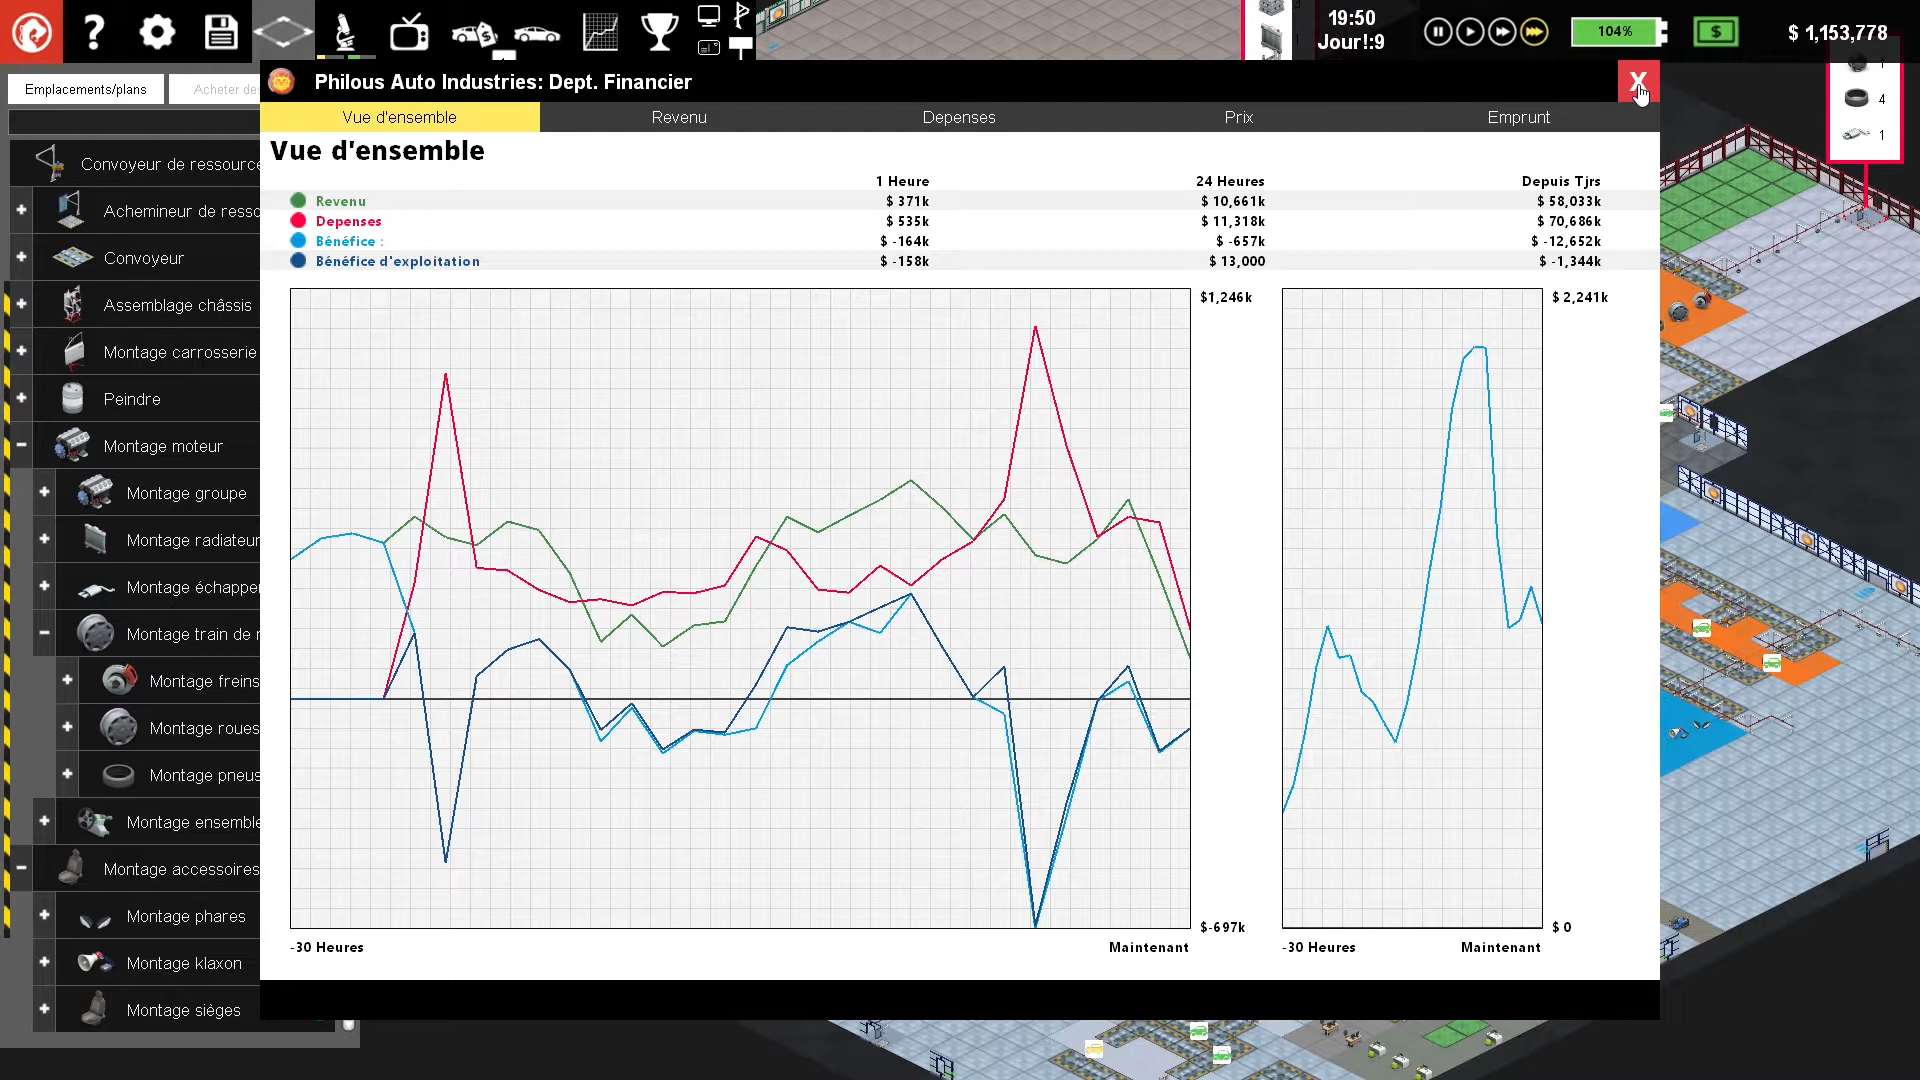 ?
19:50
Jour!:9
104%
$
$ 1,153,778
Philous Auto Industries: Dept. Financier
X
Emplacements/plans
Acheter des
Vue d'ensemble
Revenu
Depenses
Prix
Emprunt
1
4
1
Vue d'ensemble
1 Heure
24 Heures
Depuis Tjrs
Revenu
$ 371k
$ 10,661k
$ 58,033k
Depenses
$ 535k
$ 11,318k
$ 70,686k
Bénéfice :
$ -164k
$ -657k
$ -12,652k
Bénéfice d'exploitation
$ -158k
$ 13,000
$ -1,344k
$1,246k
$-697k
-30 Heures
Maintenant
$ 2,241k
$ 0
-30 Heures
Maintenant
Convoyeur de ressource
Achemineur de resso
Convoyeur
Assemblage châssis
Montage carrosserie
Peindre
Montage moteur
Montage groupe
Montage radiateur
Montage échapper
Montage train de r
Montage freins
Montage roues
Montage pneus
Montage ensemble
Montage accessoires
Montage phares
Montage klaxon
Montage sièges